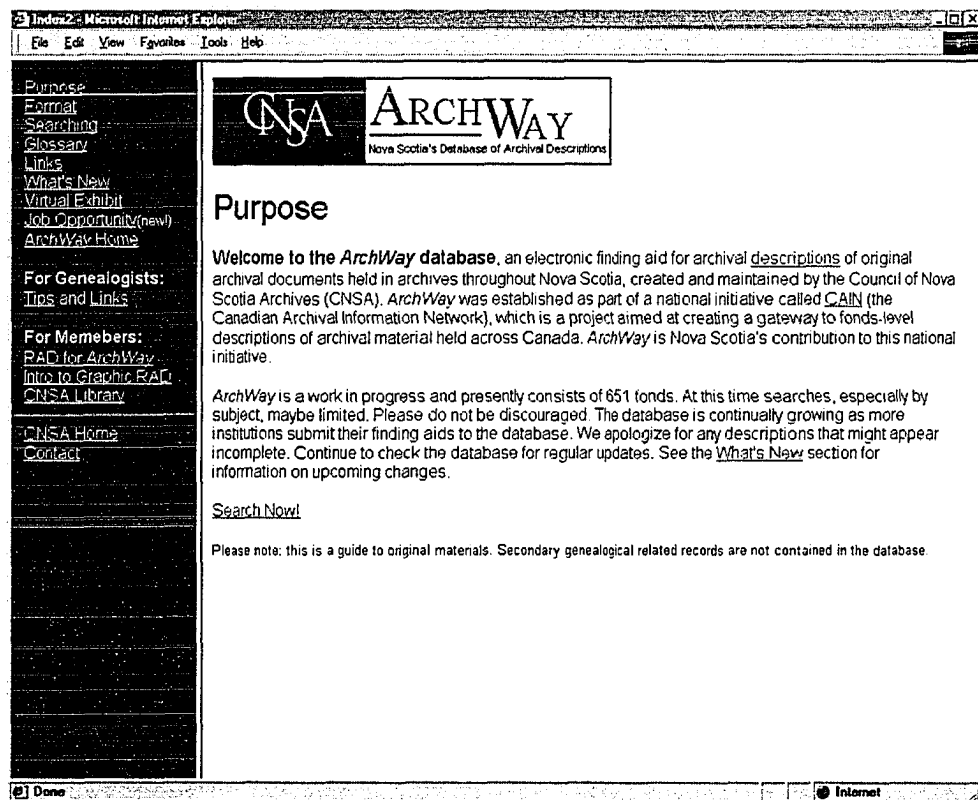 Index2 - Microsoft Internet Explorer
File Edit View Favorites Tools Help
Purpose
Format
Searching
Glossary
Links
What's New
Virtual Exhibit
Job Opportunity(new!)
ArchWay Home
For Genealogists:
Tips and Links
For Memebers:
RAD for ArchWay
Intro to Graphic RAD
CNSA Library
CNSA Home
Contact
CNSA ARCHWAY
Nova Scotia's Database of Archival Descriptions
Purpose
Welcome to the ArchWay database, an electronic finding aid for archival descriptions of original
archival documents held in archives throughout Nova Scotia, created and maintained by the Council of Nova
Scotia Archives (CNSA). ArchWay was established as part of a national initiative called CAIN (the
Canadian Archival Information Network), which is a project aimed at creating a gateway to fonds-level
descriptions of archival material held across Canada. ArchWay is Nova Scotia's contribution to this national
initiative.
ArchWay is a work in progress and presently consists of 651 fonds. At this time searches, especially by
subject, maybe limited. Please do not be discouraged. The database is continually growing as more
institutions submit their finding aids to the database. We apologize for any descriptions that might appear
incomplete. Continue to check the database for regular updates. See the What's New section for
information on upcoming changes.
Search Now!
Please note: this is a guide to original materials. Secondary genealogical related records are not contained in the database.
Done
Internet